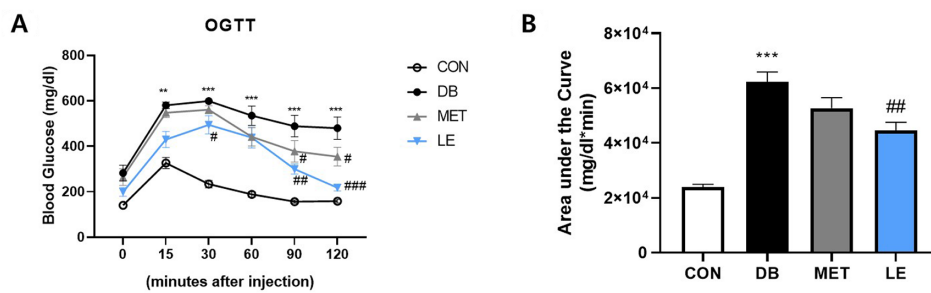 A
OGTT
Blood Glucose (mg/dl)
800
600
400
200
0
** *** *** *** ***
# # #
## ###
0 15 30 60 90 120
(minutes after injection)
CON
DB
MET
LE
B
Area under the Curve
(mg/dl*min)
8×10⁴
6×10⁴
4×10⁴
2×10⁴
0
***
##
CON DB MET LE